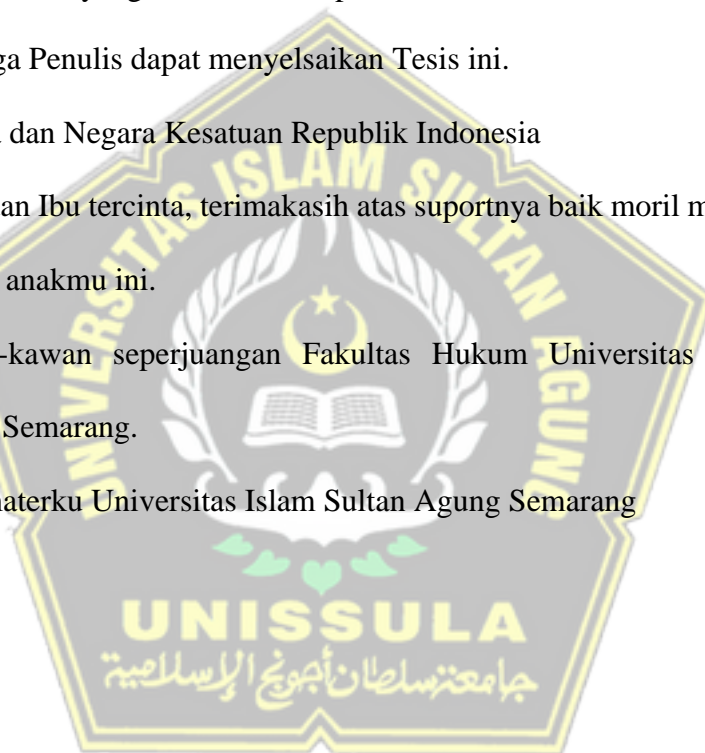 ga Penulis dapat menyelsaikan Tesis ini.
dan Negara Kesatuan Republik Indonesia
an Ibu tercinta, terimakasih atas suportnya baik moril m
anakmu ini.
-kawan seperjuangan Fakultas Hukum Universitas
Semarang.
materku Universitas Islam Sultan Agung Semarang
UNIVERSITAS ISLAM SULTAN AGUNG
UNISSULA
جامعة سلطان أجونج الإسلامية